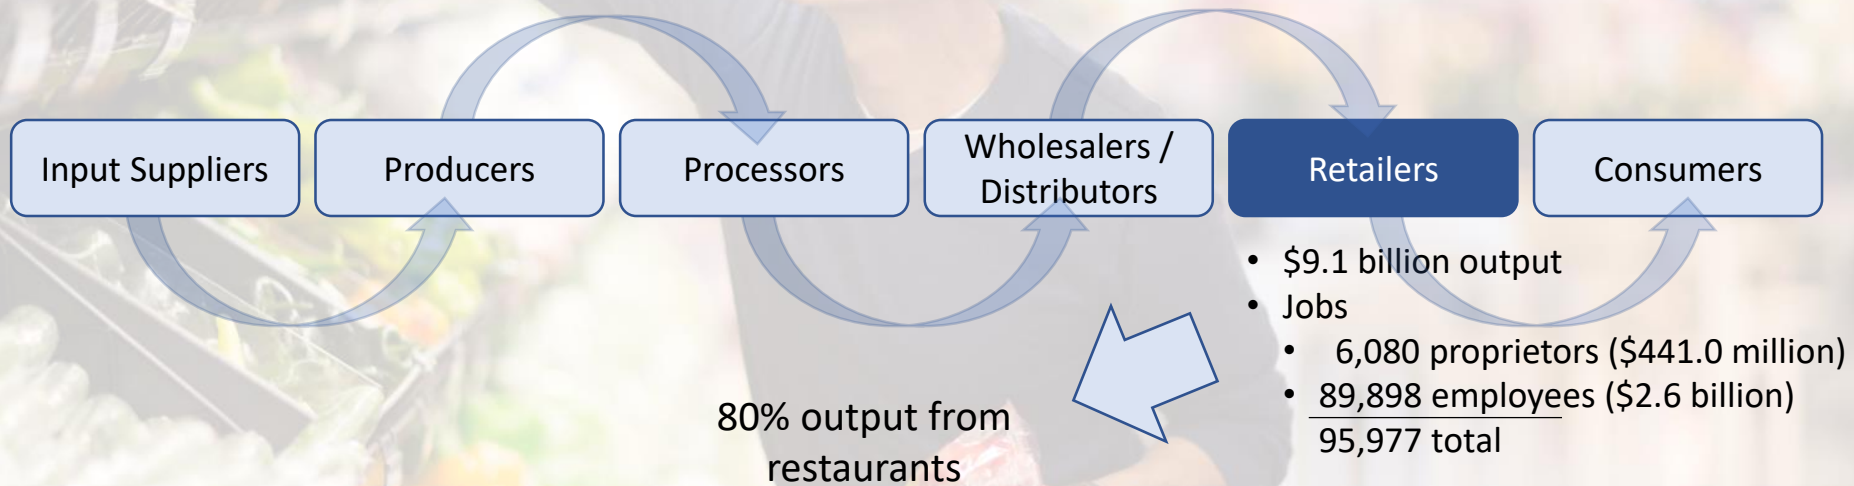 Input Suppliers
Producers
Processors
Wholesalers /
Distributors
Retailers
Consumers
• $9.1 billion output
• Jobs
• 6,080 proprietors ($441.0 million)
• 89,898 employees ($2.6 billion)
95,977 total
80% output from
restaurants